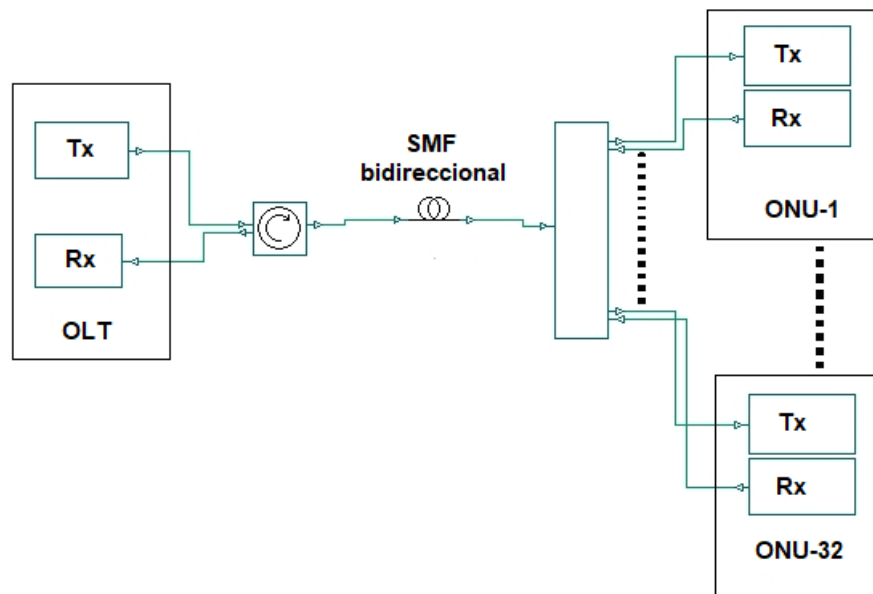 Tx
Rx
OLT
SMF
bidireccional
Tx
Rx
ONU-1
Tx
Rx
ONU-32